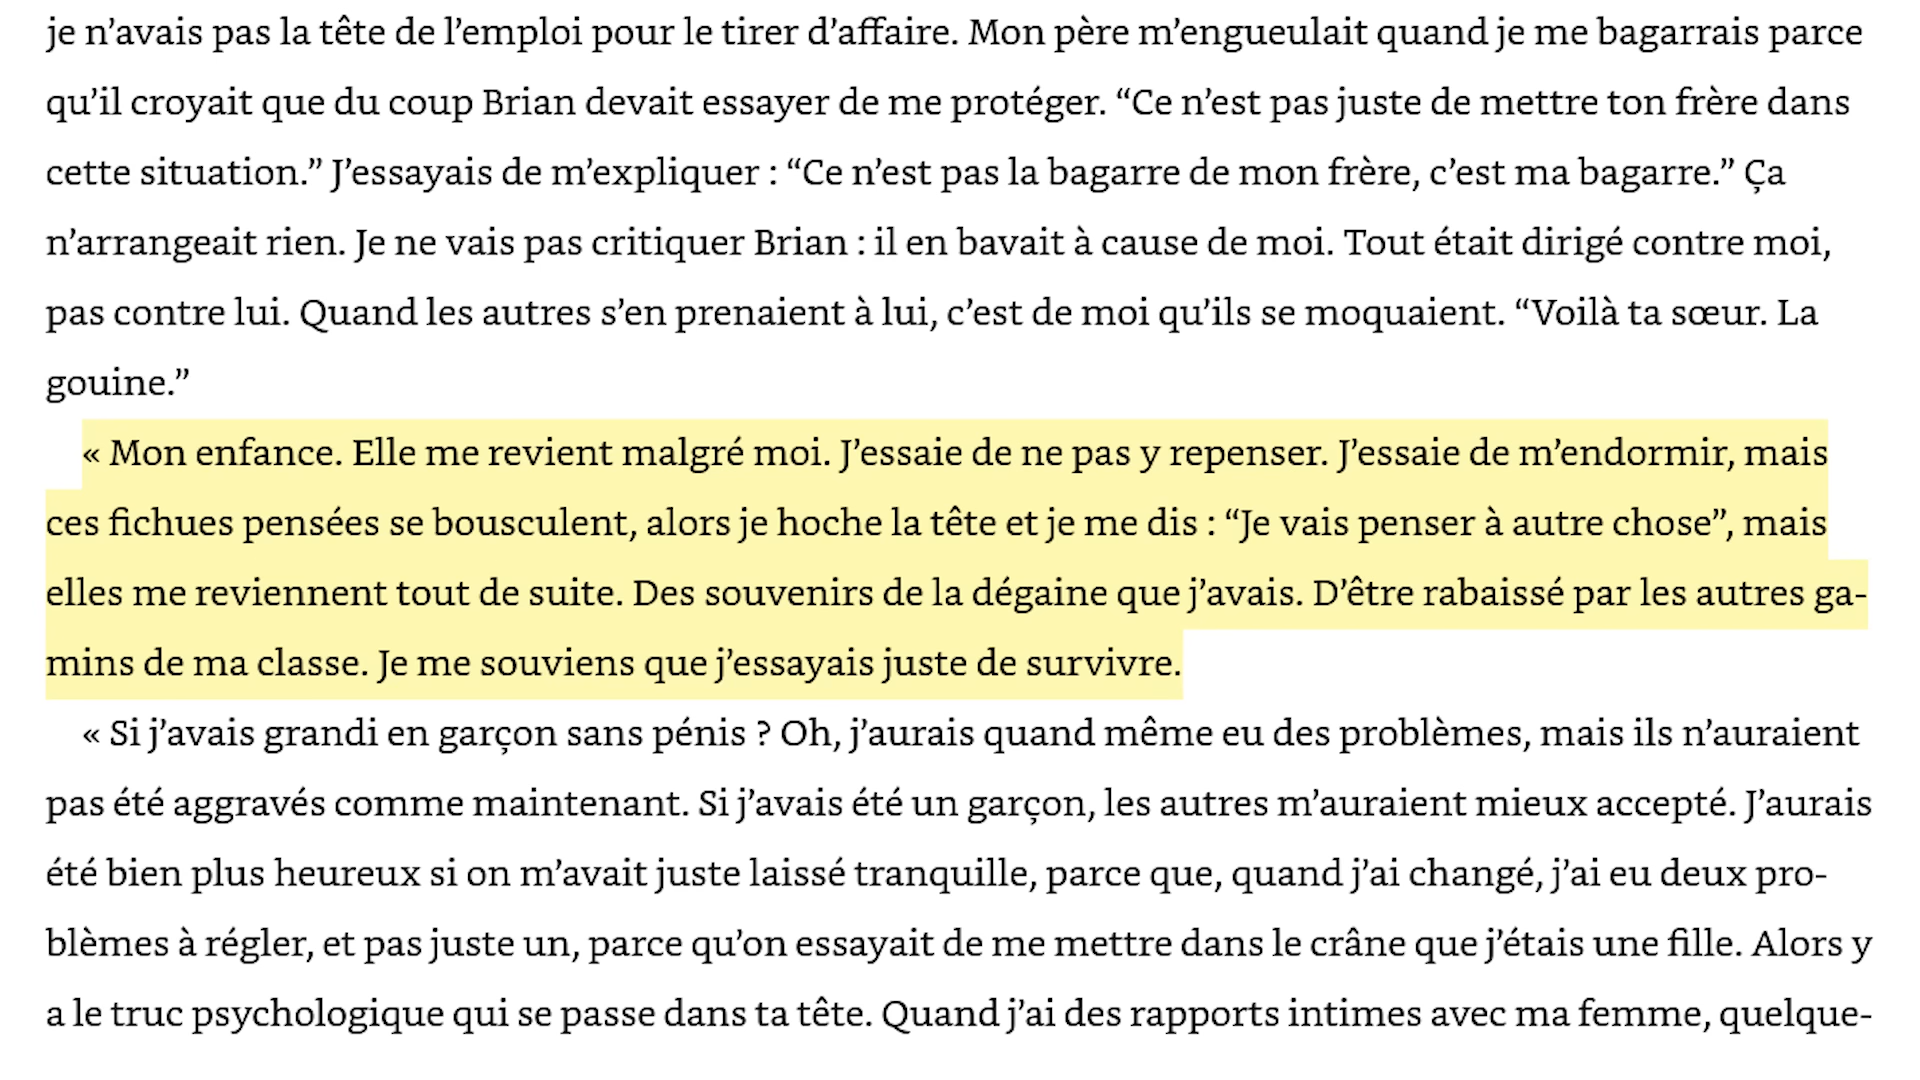 je n’avais pas la tête de l’emploi pour le tirer d’affaire. Mon père m’engueulait quand je me bagarrais parce
qu’il croyait que du coup Brian devait essayer de me protéger. “Ce n’est pas juste de mettre ton frère dans
cette situation.” J’essayais de m’expliquer : “Ce n’est pas la bagarre de mon frère, c’est ma bagarre.” Ça
n’arrangeait rien. Je ne vais pas critiquer Brian : il en bavait à cause de moi. Tout était dirigé contre moi,
pas contre lui. Quand les autres s’en prenaient à lui, c’est de moi qu’ils se moquaient. “Voilà ta sœur. La
gouine.”
« Mon enfance. Elle me revient malgré moi. J’essaie de ne pas y repenser. J’essaie de m’endormir, mais
ces fichues pensées se bousculent, alors je hoche la tête et je me dis : “Je vais penser à autre chose”, mais
elles me reviennent tout de suite. Des souvenirs de la dégaine que j’avais. D’être rabaissé par les autres ga-
mins de ma classe. Je me souviens que j’essayais juste de survivre.
« Si j’avais grandi en garçon sans pénis ? Oh, j’aurais quand même eu des problèmes, mais ils n’auraient
pas été aggravés comme maintenant. Si j’avais été un garçon, les autres m’auraient mieux accepté. J’aurais
été bien plus heureux si on m’avait juste laissé tranquille, parce que, quand j’ai changé, j’ai eu deux pro-
blèmes à régler, et pas juste un, parce qu’on essayait de me mettre dans le crâne que j’étais une fille. Alors y
a le truc psychologique qui se passe dans ta tête. Quand j’ai des rapports intimes avec ma femme, quelque-